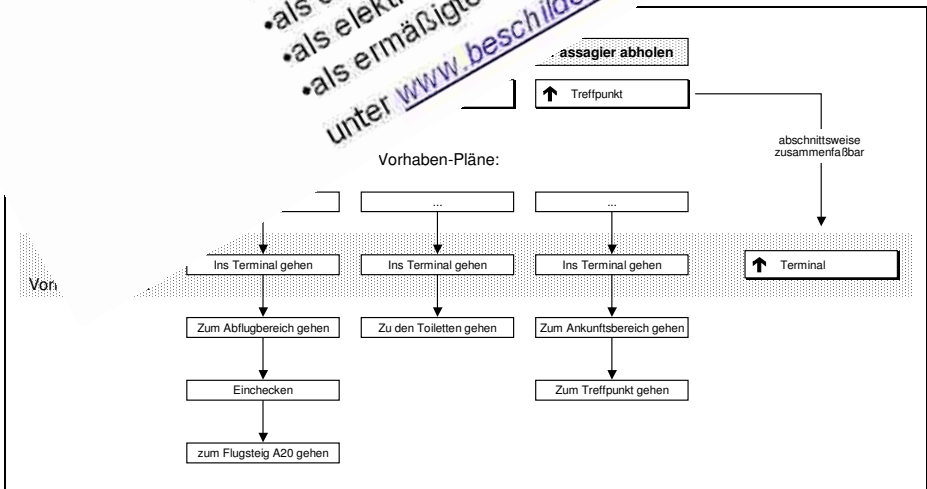 •als
•als elekt
•als ermäßigte
unter www.beschilde
assagier abholen
Treffpunkt
abschnittsweise
zusammenfaßbar
Vorhaben-Pläne:
...
...
Ins Terminal gehen
Ins Terminal gehen
Ins Terminal gehen
Terminal
Zum Abflugbereich gehen
Zu den Toiletten gehen
Zum Ankunftsbereich gehen
Einchecken
Zum Treffpunkt gehen
zum Flugsteig A20 gehen